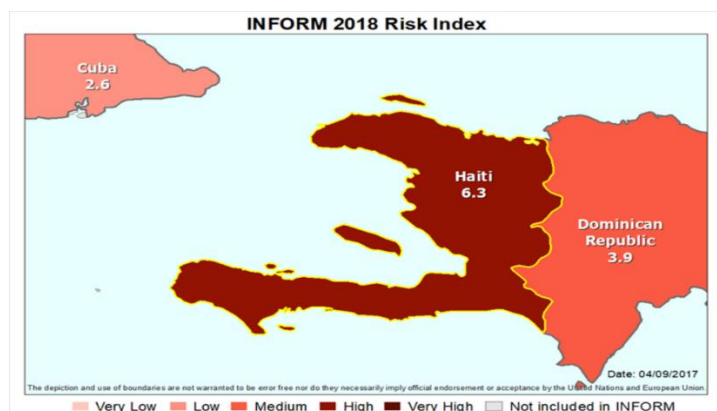 INFORM 2018 Risk Index
Cuba
2.6
Haiti
6.3
Dominican
Republic
3.9
Date: 04/09/2017
The depiction and use of boundaries are not warranted to be error free nor do they necessarily imply official endorsement or acceptance by the United Nations and European Union.
Very Low Low Medium High Very High Not included in INFORM